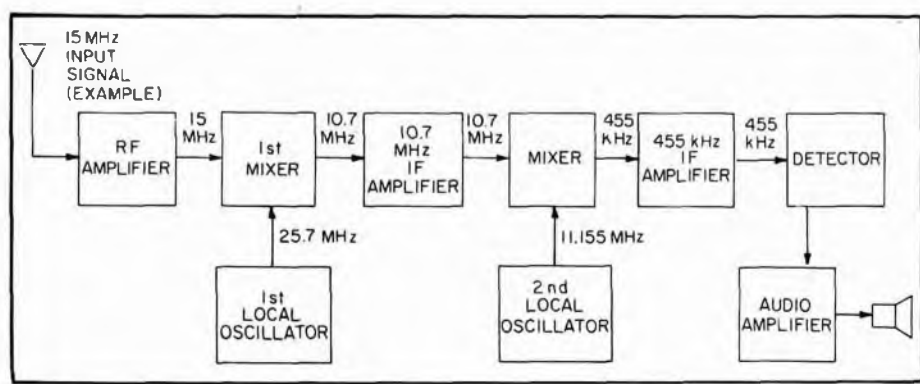 15 MHz
INPUT
SIGNAL
(EXAMPLE)
RF
AMPLIFIER
15
MHz
1st
MIXER
10.7
MHz
10.7
MHz
IF
AMPLIFIER
10.7
MHz
MIXER
455
kHz
455 kHz
IF
AMPLIFIER
455
kHz
DETECTOR
25.7 MHz
11.155 MHz
1st
LOCAL
OSCILLATOR
2nd
LOCAL
OSCILLATOR
AUDIO
AMPLIFIER